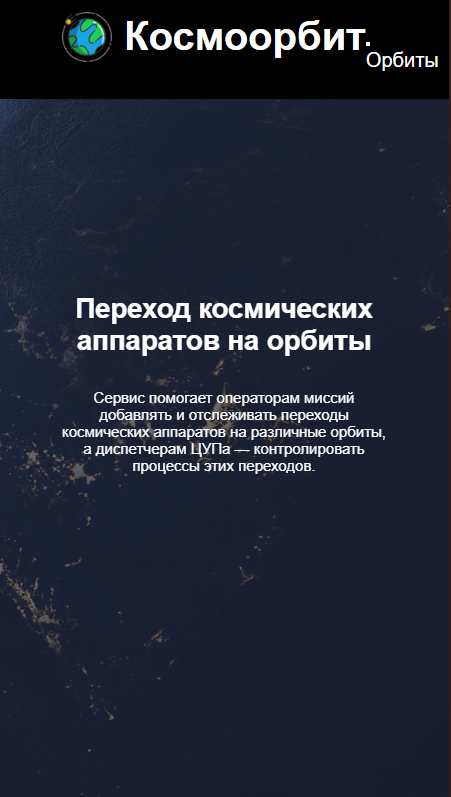 Космоорбит.
Орбиты
Переход космических
аппаратов на орбиты
Сервис помогает операторам миссий
добавлять и отслеживать переходы
космических аппаратов на различные орбиты,
а диспетчерам ЦУПа — контролировать
процессы этих переходов.